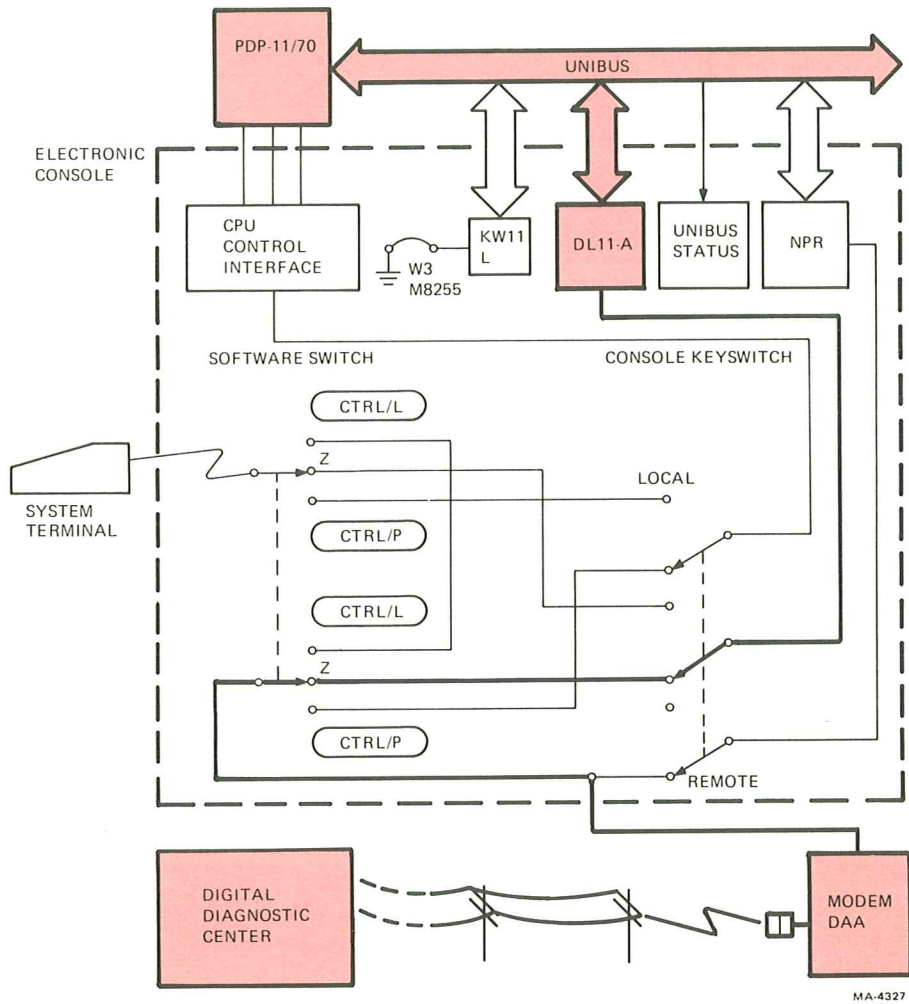 PDP-11/70
UNIBUS
ELECTRONIC
CONSOLE
CPU
CONTROL
INTERFACE
KW11
L
DL11-A
UNIBUS
STATUS
NPR
W3
M8255
SOFTWARE SWITCH
CONSOLE KEYSWITCH
CTRL/L
Z
LOCAL
SYSTEM
TERMINAL
CTRL/P
CTRL/L
Z
CTRL/P
REMOTE
DIGITAL
DIAGNOSTIC
CENTER
MODEM
DAA
MA-4327